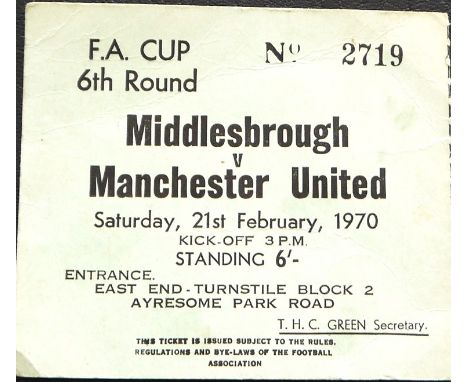 F.A. CUP Nº 2719
6th Round
Middlesbrough
v
Manchester United
Saturday, 21st February, 1970
KICK-OFF 3 P.M.
STANDING 6'-
ENTRANCE.
EAST END - TURNSTILE BLOCK 2
AYRESOME PARK ROAD
T. H. C. GREEN Secretary.
THIS TICKET IS ISSUED SUBJECT TO THE RULES,
REGULATIONS AND BYE-LAWS OF THE FOOTBALL
ASSOCIATION